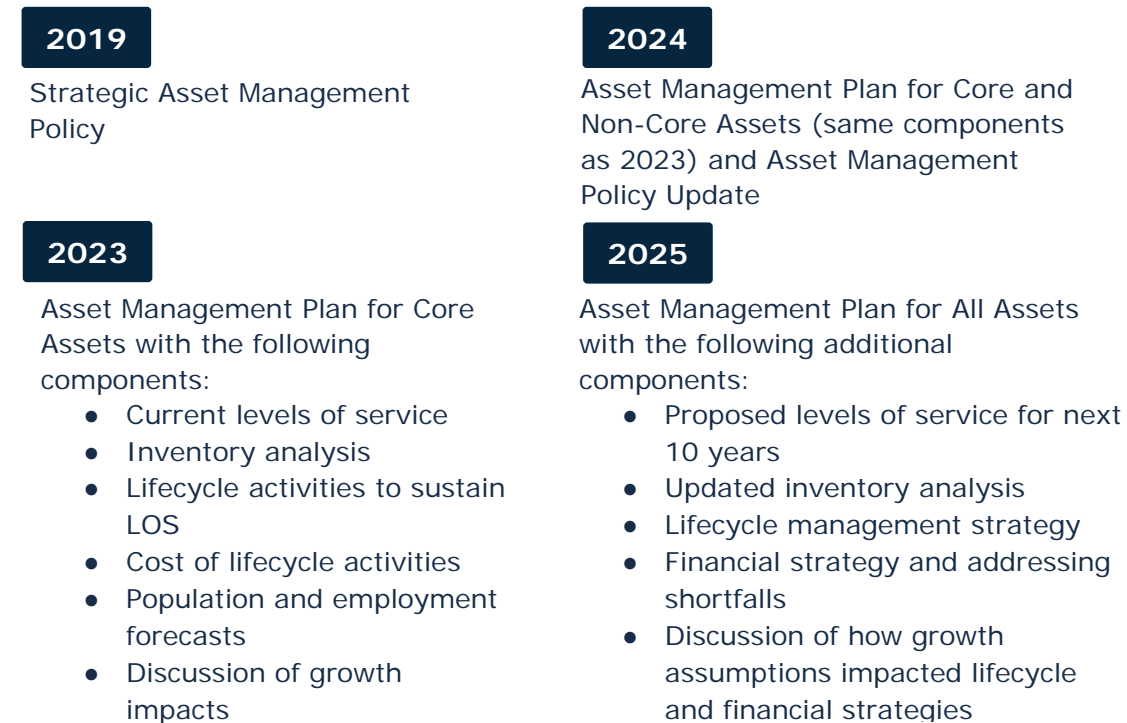 2019
Strategic Asset Management
Policy
2023
Asset Management Plan for Core
Assets with the following
components:
● Current levels of service
● Inventory analysis
● Lifecycle activities to sustain
LOS
● Cost of lifecycle activities
● Population and employment
forecasts
● Discussion of growth
impacts
2024
Asset Management Plan for Core and
Non-Core Assets (same components
as 2023) and Asset Management
Policy Update
2025
Asset Management Plan for All Assets
with the following additional
components:
● Proposed levels of service for next
10 years
● Updated inventory analysis
● Lifecycle management strategy
● Financial strategy and addressing
shortfalls
● Discussion of how growth
assumptions impacted lifecycle
and financial strategies